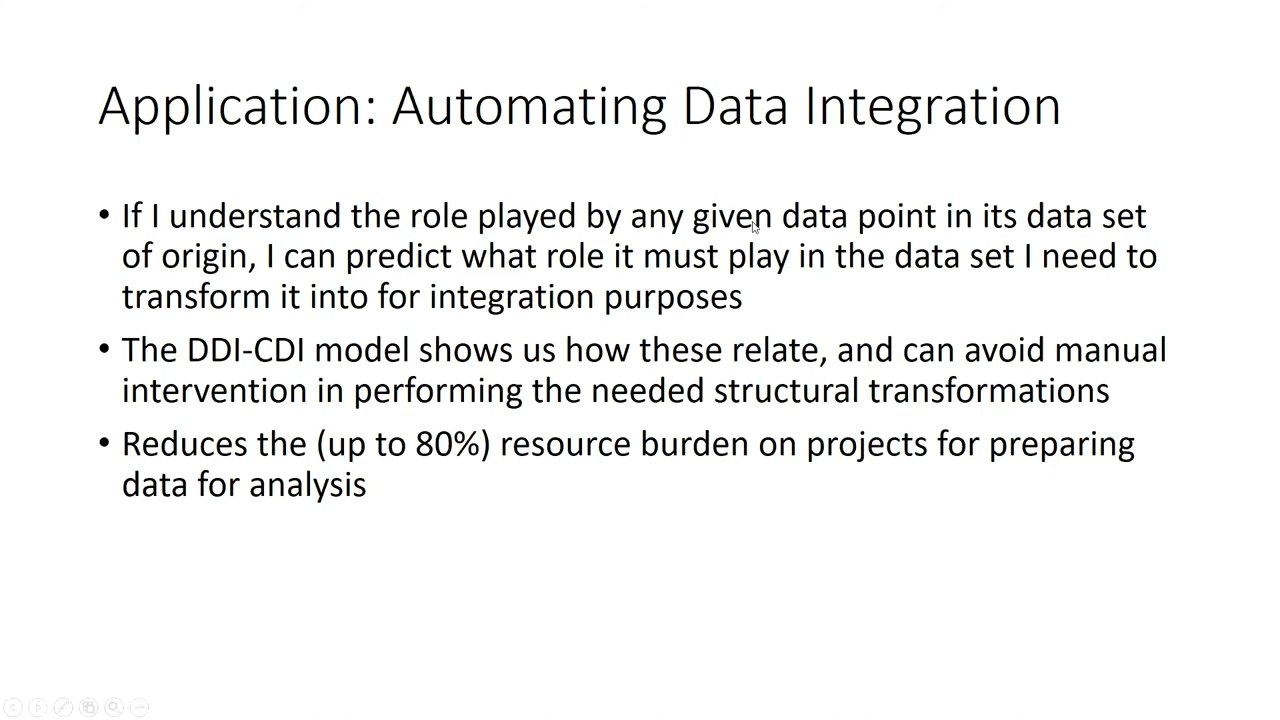 Application: Automating Data Integration
• If I understand the role played by any given data point in its data set
of origin, I can predict what role it must play in the data set I need to
transform it into for integration purposes
• The DDI-CDI model shows us how these relate, and can avoid manual
intervention in performing the needed structural transformations
• Reduces the (up to 80%) resource burden on projects for preparing
data for analysis